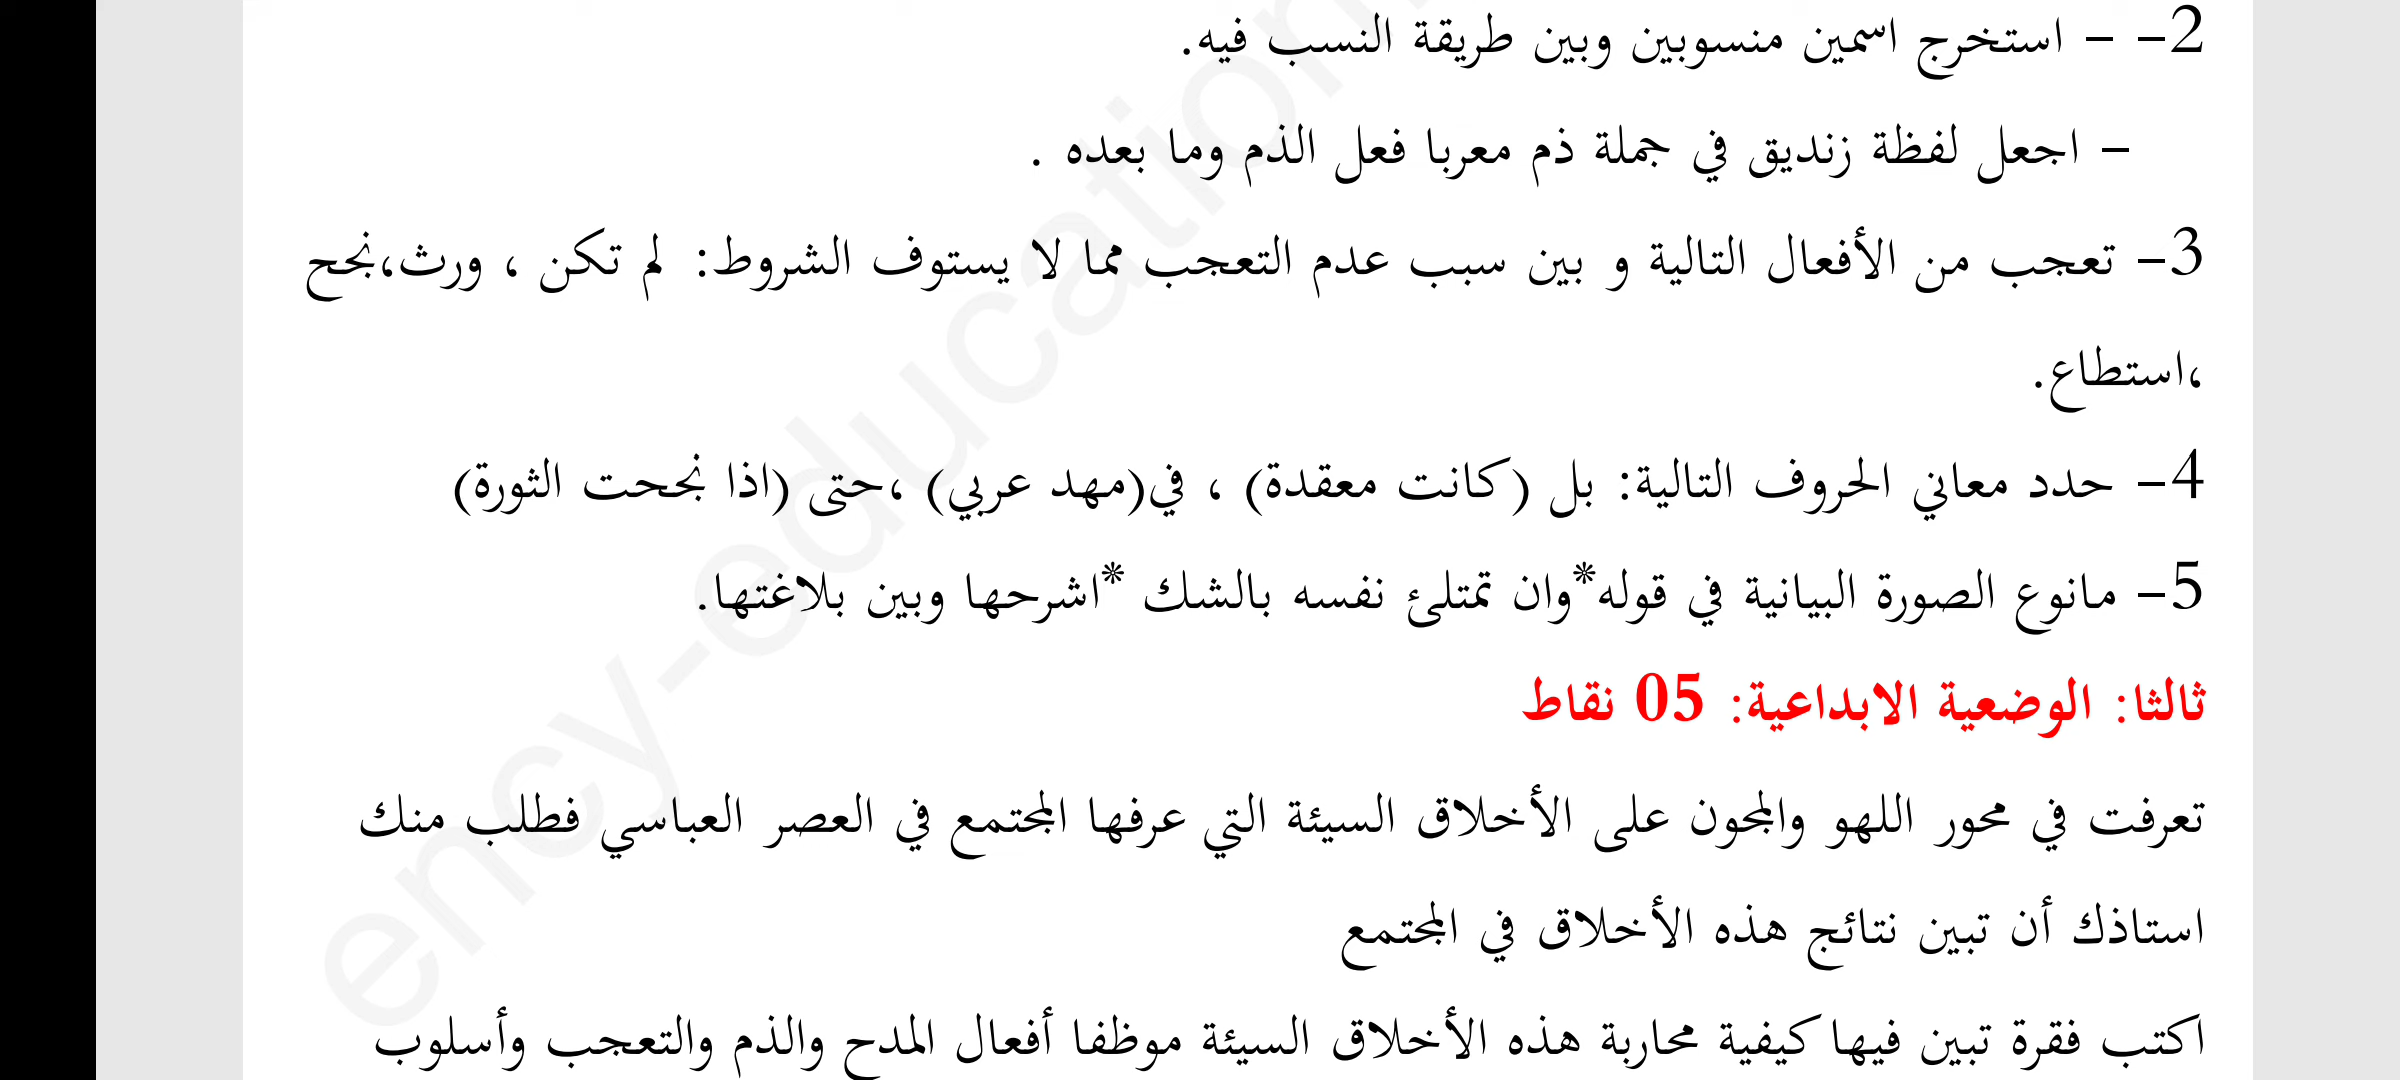 2- – استخرج اسمين منسوبين وبين طريقة النسب فيه.
– اجعل لفظة زنديق في جملة ذم معربا فعل الذم وما بعده .
3- تعجب من الأفعال التالية و بين سبب عدم التعجب مما لا يستوف الشروط: لم تكن ، ورث،نجح
،استطاع.
4- حدد معاني الحروف التالية: بل (كانت معقدة) ، في(مهد عربي) ،حتى (اذا نجحت الثورة)
5- مانوع الصورة البيانية في قوله*وان تمتلئ نفسه بالشك *اشرحها وبين بلاغتها.
ثالثا: الوضعية الابداعية: 05 نقاط
تعرفت في محور اللهو والمجون على الأخلاق السيئة التي عرفها المجتمع في العصر العباسي فطلب منك
استاذك أن تبين نتائج هذه الأخلاق في المجتمع
اكتب فقرة تبين فيها كيفية محاربة هذه الأخلاق السيئة موظفا أفعال المدح والذم والتعجب وأسلوب
ency-education